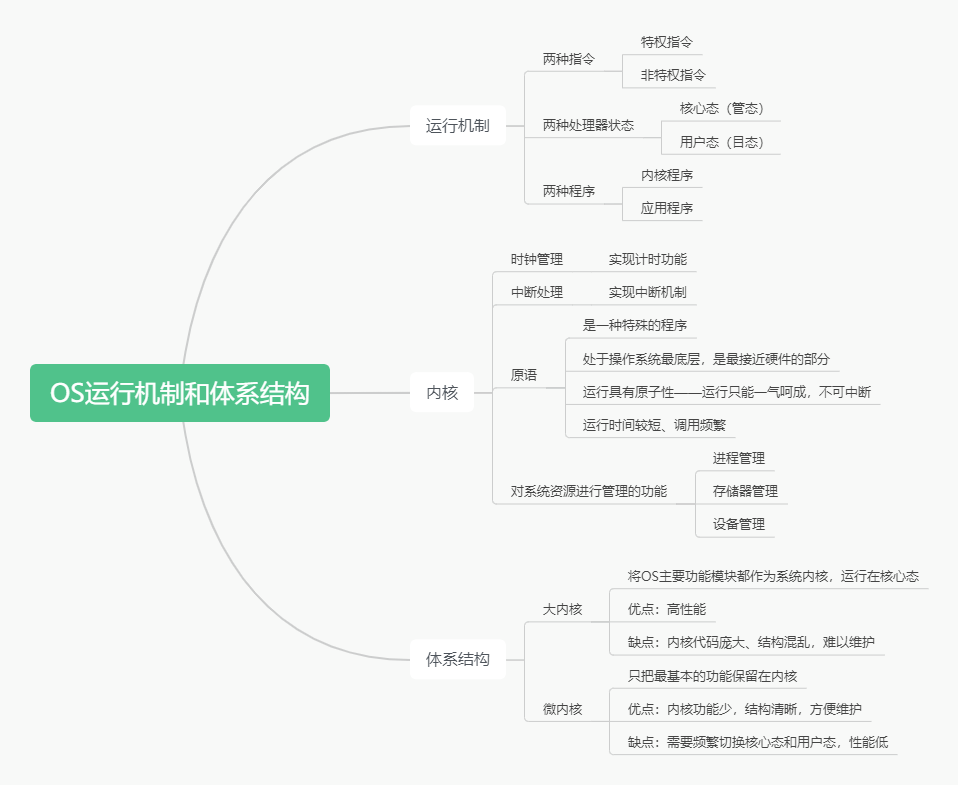 OS运行机制和体系结构
运行机制
两种指令
特权指令
非特权指令
两种处理器状态
核心态（管态）
用户态（目态）
两种程序
内核程序
应用程序
内核
时钟管理
实现计时功能
中断处理
实现中断机制
原语
是一种特殊的程序
处于操作系统最底层，是最接近硬件的部分
运行具有原子性——运行只能一气呵成，不可中断
运行时间较短、调用频繁
对系统资源进行管理的功能
进程管理
存储器管理
设备管理
体系结构
大内核
将OS主要功能模块都作为系统内核，运行在核心态
优点：高性能
缺点：内核代码庞大、结构混乱，难以维护
微内核
只把最基本的功能保留在内核
优点：内核功能少，结构清晰，方便维护
缺点：需要频繁切换核心态和用户态，性能低